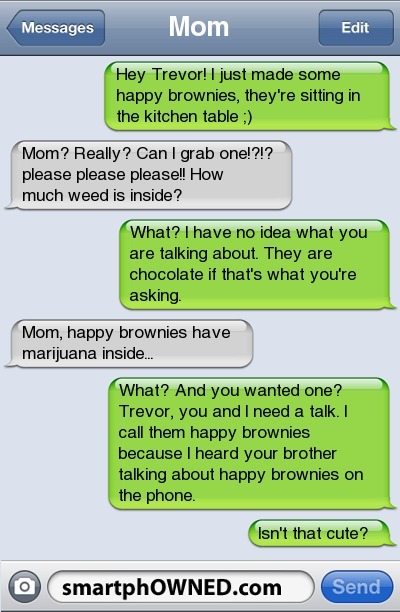 Messages
Mom
Edit
Hey Trevor! I just made some
happy brownies, they're sitting in
the kitchen table ;)
Mom? Really? Can I grab one!?!?
please please please!! How
much weed is inside?
What? I have no idea what you
are talking about. They are
chocolate if that's what you're
asking.
Mom, happy brownies have
marijuana inside...
What? And you wanted one?
Trevor, you and I need a talk. I
call them happy brownies
because I heard your brother
talking about happy brownies on
the phone.
Isn't that cute?
smartphOWNED.com
Send